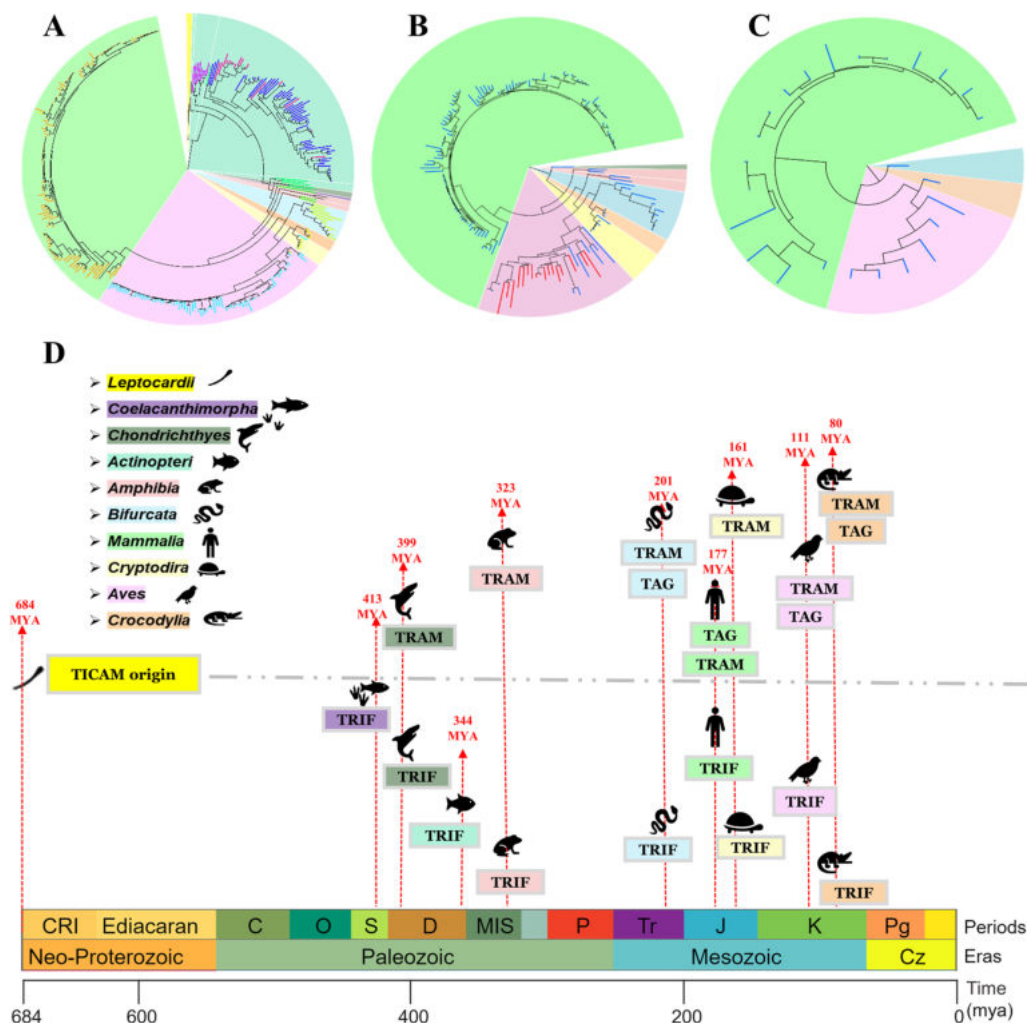 A
B
C
D
➢ Leptocardii
➢ Coelacanthimorpha
➢ Chondrichthyes
➢ Actinopteri
➢ Amphibia
➢ Bifurcata
➢ Mammalia
➢ Cryptodira
➢ Aves
➢ Crocodylia
684 MYA
TICAM origin
413 MYA
TRIF
399 MYA
TRAM
TRIF
344 MYA
TRIF
323 MYA
TRAM
TRIF
201 MYA
TRAM
TAG
TRIF
177 MYA
TAG
TRAM
TRIF
161 MYA
TRAM
TRIF
111 MYA
TRAM
TAG
TRIF
80 MYA
TRAM
TAG
TRIF
CRI Ediacaran C O S D MIS P Tr J K Pg Periods
Neo-Proterozoic Paleozoic Mesozoic Cz Eras
Time
684 600 400 200 0 (mya)